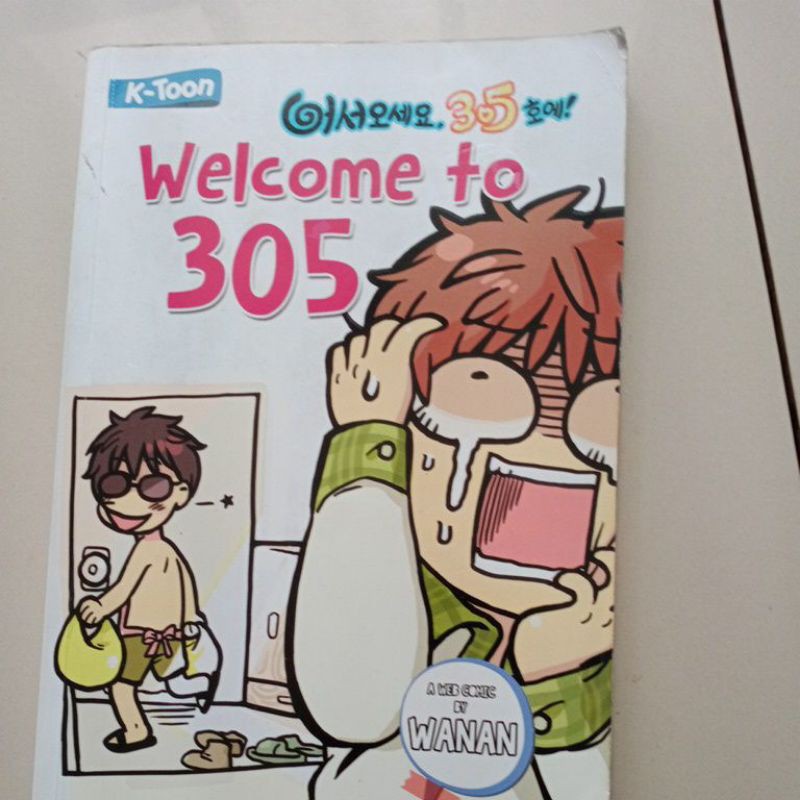 K-Toon
어서오세요. 305호에!
Welcome to
305
A WEB COMIC
BY
WANAN